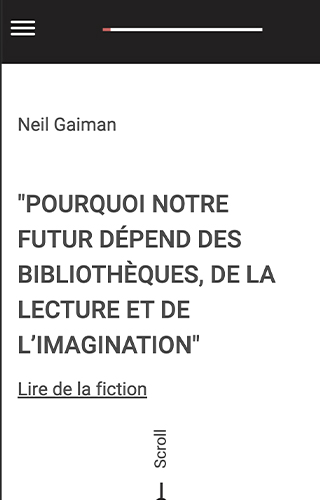 Neil Gaiman
"POURQUOI NOTRE
FUTUR DÉPEND DES
BIBLIOTHÈQUES, DE LA
LECTURE ET DE
L’IMAGINATION"
Lire de la fiction
Scroll